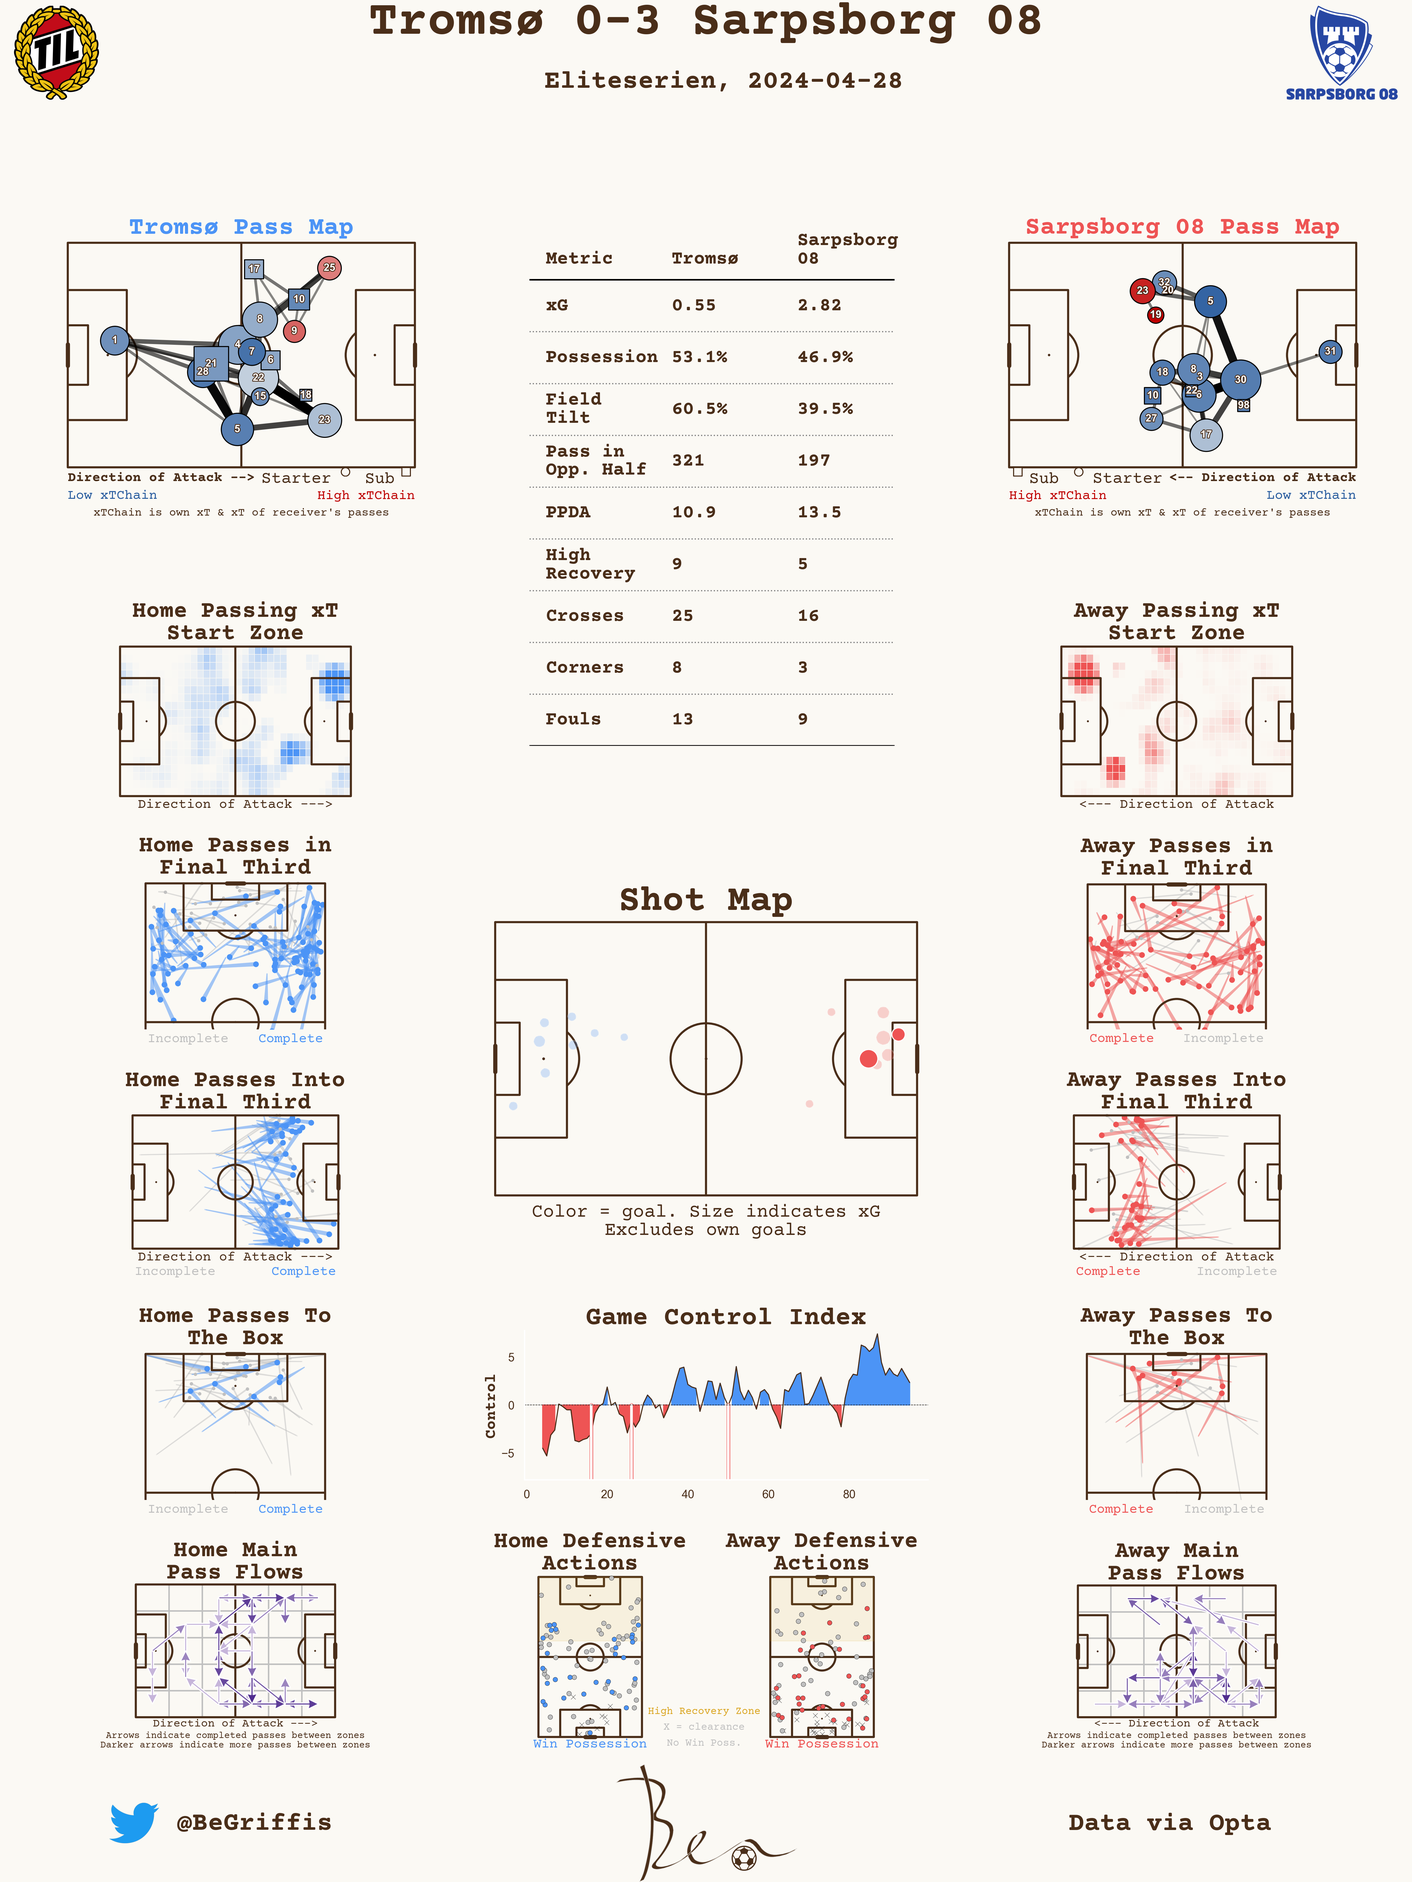 Tromsø 0-3 Sarpsborg 08
Eliteserien, 2024-04-28
TIL
SARPSBORG 08
Tromsø Pass Map
17
25
10
8
9
1
4
7
6
21
28
22
15
18
23
5
Direction of Attack --> Starter Sub
Low xTChain High xTChain
xTChain is own xT & xT of receiver's passes
Metric Tromsø Sarpsborg 08
xG 0.55 2.82
Possession 53.1% 46.9%
Field Tilt 60.5% 39.5%
Pass in Opp. Half 321 197
PPDA 10.9 13.5
High Recovery 9 5
Crosses 25 16
Corners 8 3
Fouls 13 9
Sarpsborg 08 Pass Map
32
23
20
5
19
31
18
8
3
30
10
22
6
98
27
17
Sub Starter <-- Direction of Attack
High xTChain Low xTChain
xTChain is own xT & xT of receiver's passes
Home Passing xT
Start Zone
Direction of Attack --->
Away Passing xT
Start Zone
<--- Direction of Attack
Home Passes in
Final Third
Incomplete Complete
Away Passes in
Final Third
Complete Incomplete
Shot Map
Color = goal. Size indicates xG
Excludes own goals
Home Passes Into
Final Third
Direction of Attack --->
Incomplete Complete
Away Passes Into
Final Third
<--- Direction of Attack
Complete Incomplete
Home Passes To
The Box
Incomplete Complete
Game Control Index
Control
5
0
−5
0 20 40 60 80
Away Passes To
The Box
Complete Incomplete
Home Main
Pass Flows
Direction of Attack --->
Arrows indicate completed passes between zones
Darker arrows indicate more passes between zones
Home Defensive
Actions
Win Possession
Away Defensive
Actions
Win Possession
High Recovery Zone
X = clearance
No Win Poss.
Away Main
Pass Flows
<--- Direction of Attack
Arrows indicate completed passes between zones
Darker arrows indicate more passes between zones
@BeGriffis
Ben
Data via Opta